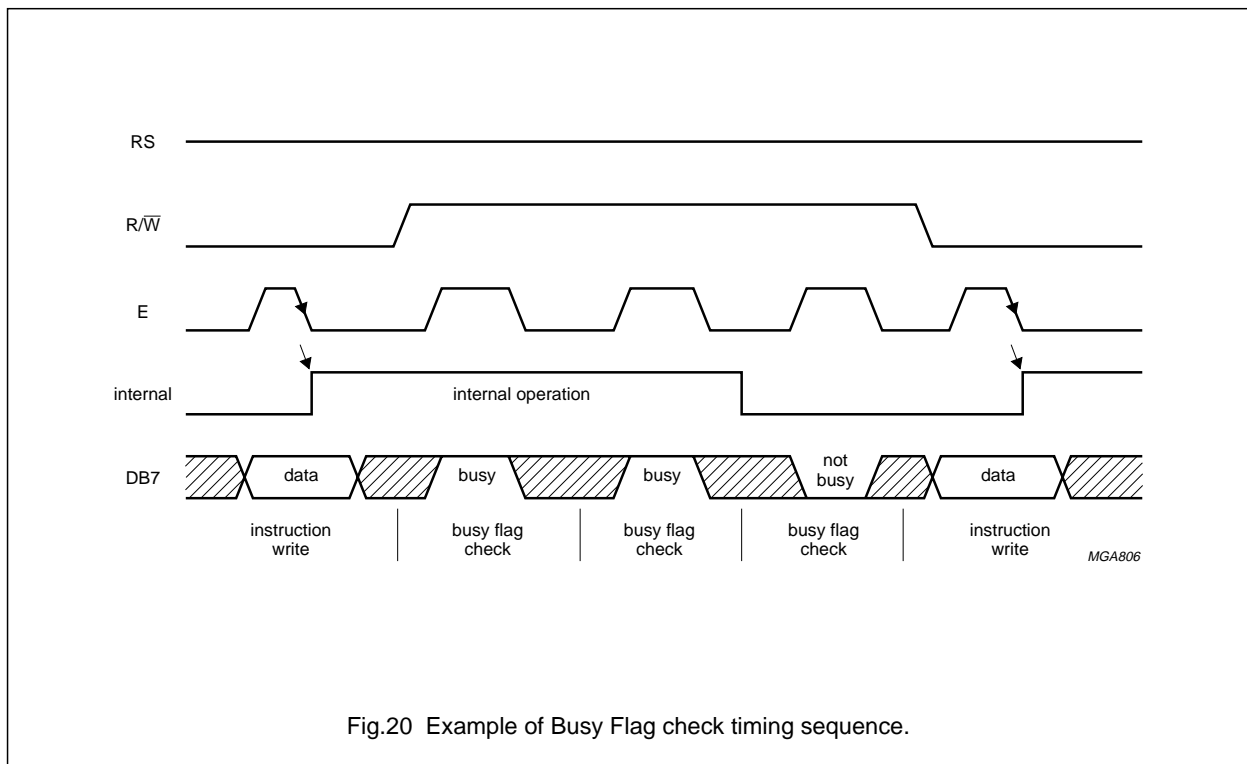 RS
R/W̅
E
internal
internal operation
DB7
data
busy
busy
not
busy
data
instruction
write
busy flag
check
busy flag
check
busy flag
check
instruction
write
MGA806
Fig.20 Example of Busy Flag check timing sequence.